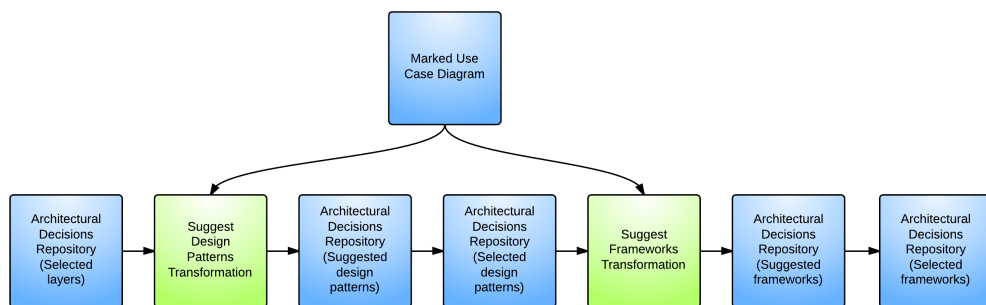 Marked Use
Case Diagram
Architectural
Decisions
Repository
(Selected
layers)
Suggest
Design
Patterns
Transformation
Architectural
Decisions
Repository
(Suggested
design
patterns)
Architectural
Decisions
Repository
(Selected
design
patterns)
Suggest
Frameworks
Transformation
Architectural
Decisions
Repository
(Suggested
frameworks)
Architectural
Decisions
Repository
(Selected
frameworks)